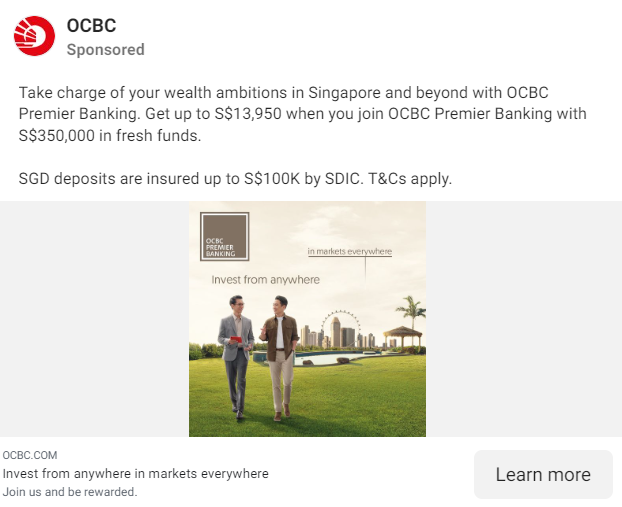 OCBC
Sponsored
Take charge of your wealth ambitions in Singapore and beyond with OCBC
Premier Banking. Get up to S$13,950 when you join OCBC Premier Banking with
S$350,000 in fresh funds.
SGD deposits are insured up to S$100K by SDIC. T&Cs apply.
OCBC
PREMIER
BANKING
in markets everywhere
Invest from anywhere
OCBC.COM
Invest from anywhere in markets everywhere
Join us and be rewarded.
Learn more